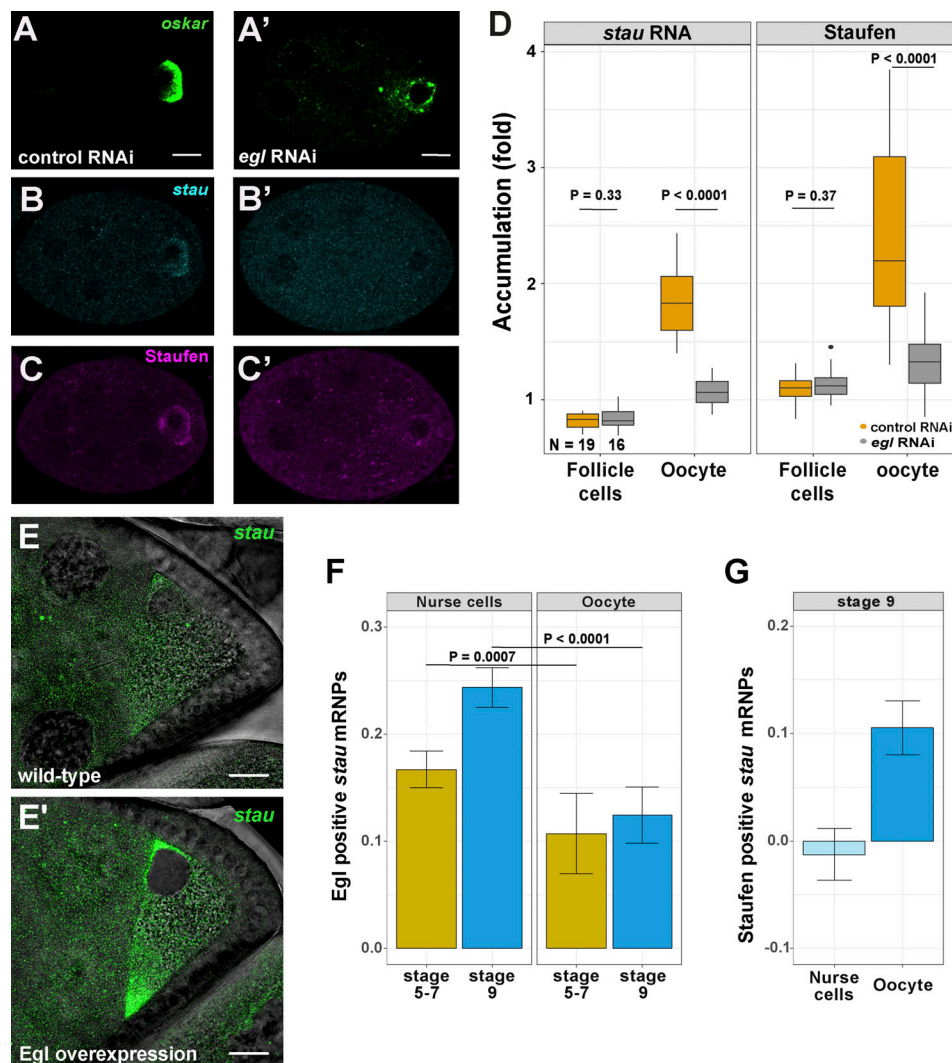 A
oskar
control RNAi
A'
egl RNAi
B
stau
B'
C
Staufen
C'
D
stau RNA
Staufen
Accumulation (fold)
4
3
2
1
P = 0.33
P < 0.0001
P = 0.37
P < 0.0001
N = 19 16
control RNAi
egl RNAi
Follicle
cells
Oocyte
Follicle
cells
oocyte
E
stau
wild-type
E'
stau
Egl overexpression
F
Nurse cells
Oocyte
Egl positive stau mRNPs
0.3
0.2
0.1
0.0
P < 0.0001
P = 0.0007
stage
5-7
stage
9
stage
5-7
stage
9
G
stage 9
Staufen positive stau mRNPs
0.2
0.1
0.0
-0.1
Nurse
cells
Oocyte